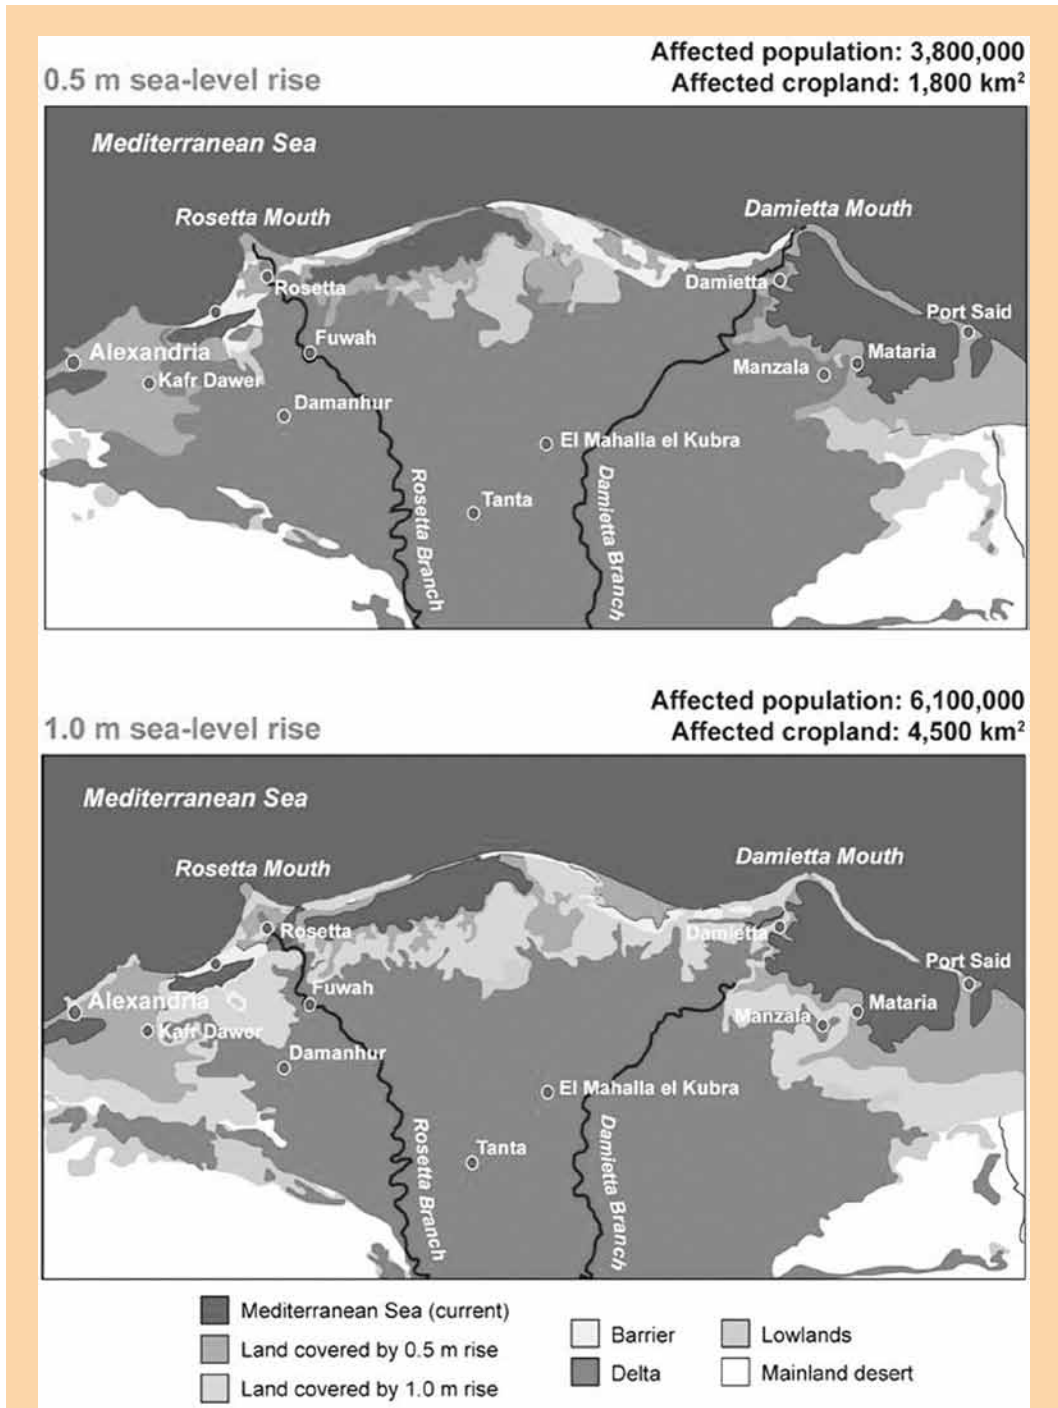 0.5 m sea-level rise
Affected population: 3,800,000
Affected cropland: 1,800 km²
Mediterranean Sea
Rosetta Mouth
Damietta Mouth
Rosetta
Damietta
Port Said
Fuwah
Alexandria
Mataria
Manzala
Kafr Dawer
Damanhur
El Mahalla el Kubra
Tanta
Rosetta Branch
Damietta Branch
1.0 m sea-level rise
Affected population: 6,100,000
Affected cropland: 4,500 km²
Mediterranean Sea
Rosetta Mouth
Damietta Mouth
Rosetta
Damietta
Port Said
Fuwah
Alexandria
Mataria
Manzala
Kafr Dawer
Damanhur
El Mahalla el Kubra
Tanta
Rosetta Branch
Damietta Branch
Mediterranean Sea (current)
Land covered by 0.5 m rise
Land covered by 1.0 m rise
Barrier
Delta
Lowlands
Mainland desert